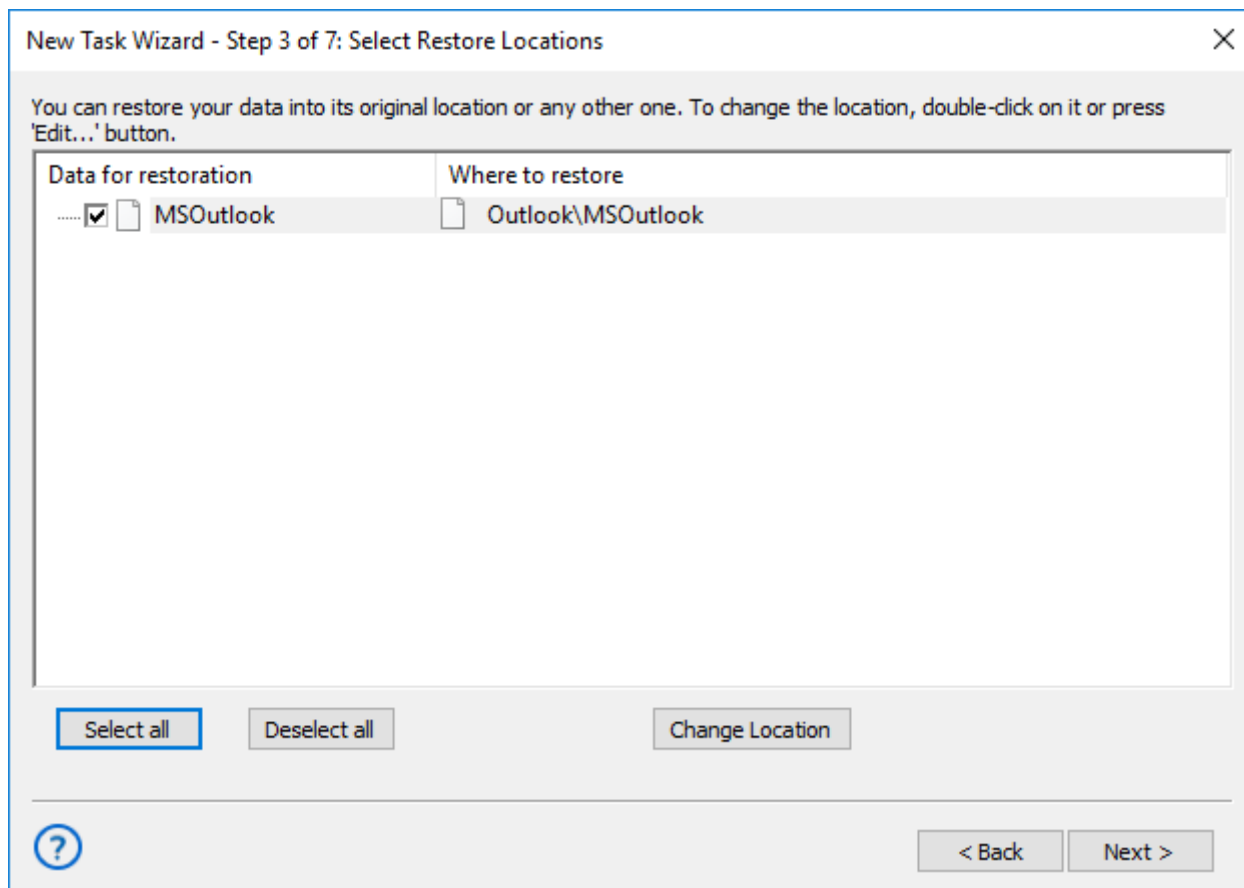 New Task Wizard - Step 3 of 7: Select Restore Locations
You can restore your data into its original location or any other one. To change the location, double-click on it or press
'Edit...' button.
Data for restoration Where to restore
MSOutlook Outlook\MSOutlook
Select all Deselect all Change Location
? < Back Next >